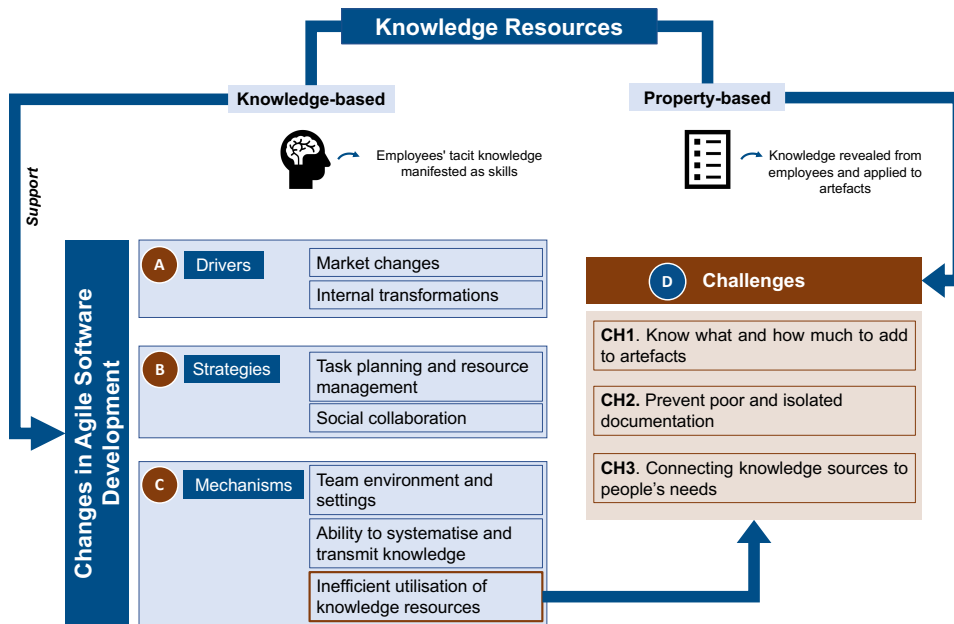 Knowledge Resources
Knowledge-based
Property-based
Employees' tacit knowledge
manifested as skills
Knowledge revealed from
employees and applied to
artefacts
Support
Changes in Agile Software
Development
A
Drivers
Market changes
Internal transformations
B
Strategies
Task planning and resource
management
Social collaboration
C
Mechanisms
Team environment and
settings
Ability to systematise and
transmit knowledge
Inefficient utilisation of
knowledge resources
D
Challenges
CH1. Know what and how much to add
to artefacts
CH2. Prevent poor and isolated
documentation
CH3. Connecting knowledge sources to
people's needs